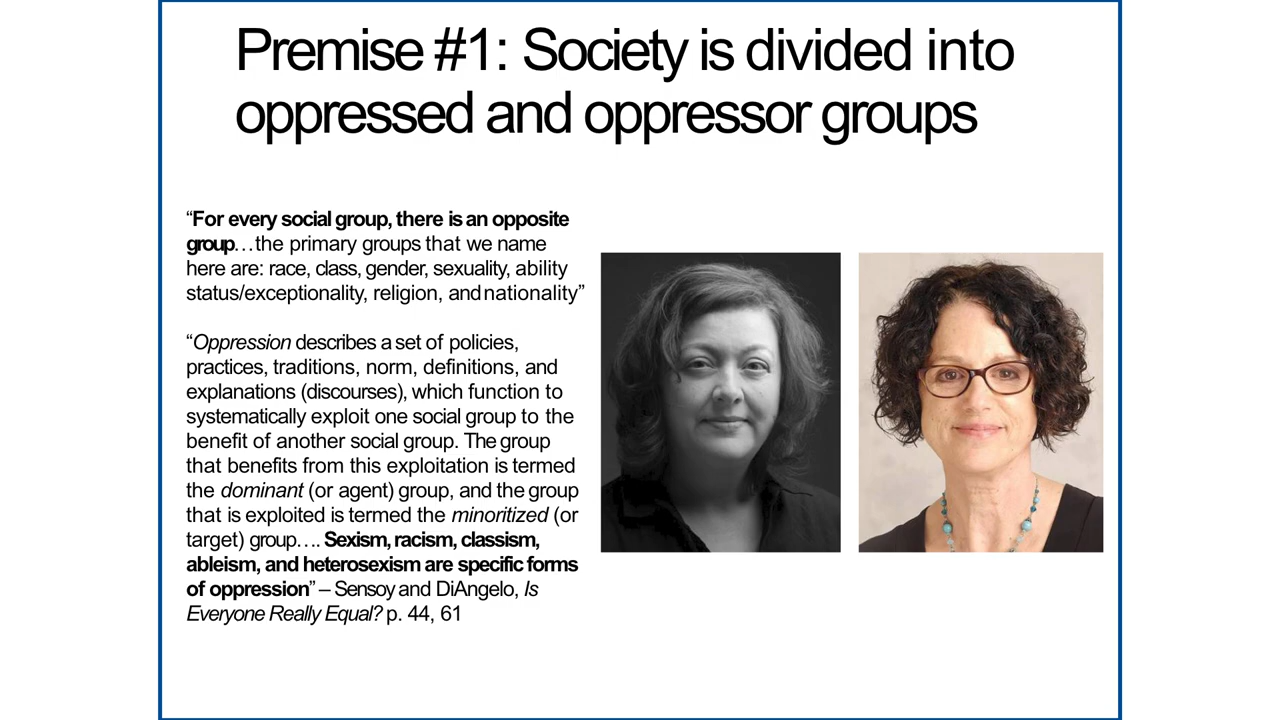 Premise #1: Society is divided into
oppressed and oppressor groups
“For every social group, there is an opposite
group…the primary groups that we name
here are: race, class, gender, sexuality, ability
status/exceptionality, religion, and nationality”
“Oppression describes a set of policies,
practices, traditions, norm, definitions, and
explanations (discourses), which function to
systematically exploit one social group to the
benefit of another social group. The group
that benefits from this exploitation is termed
the dominant (or agent) group, and the group
that is exploited is termed the minoritized (or
target) group…. Sexism, racism, classism,
ableism, and heterosexism are specific forms
of oppression” – Sensoy and DiAngelo, Is
Everyone Really Equal? p. 44, 61